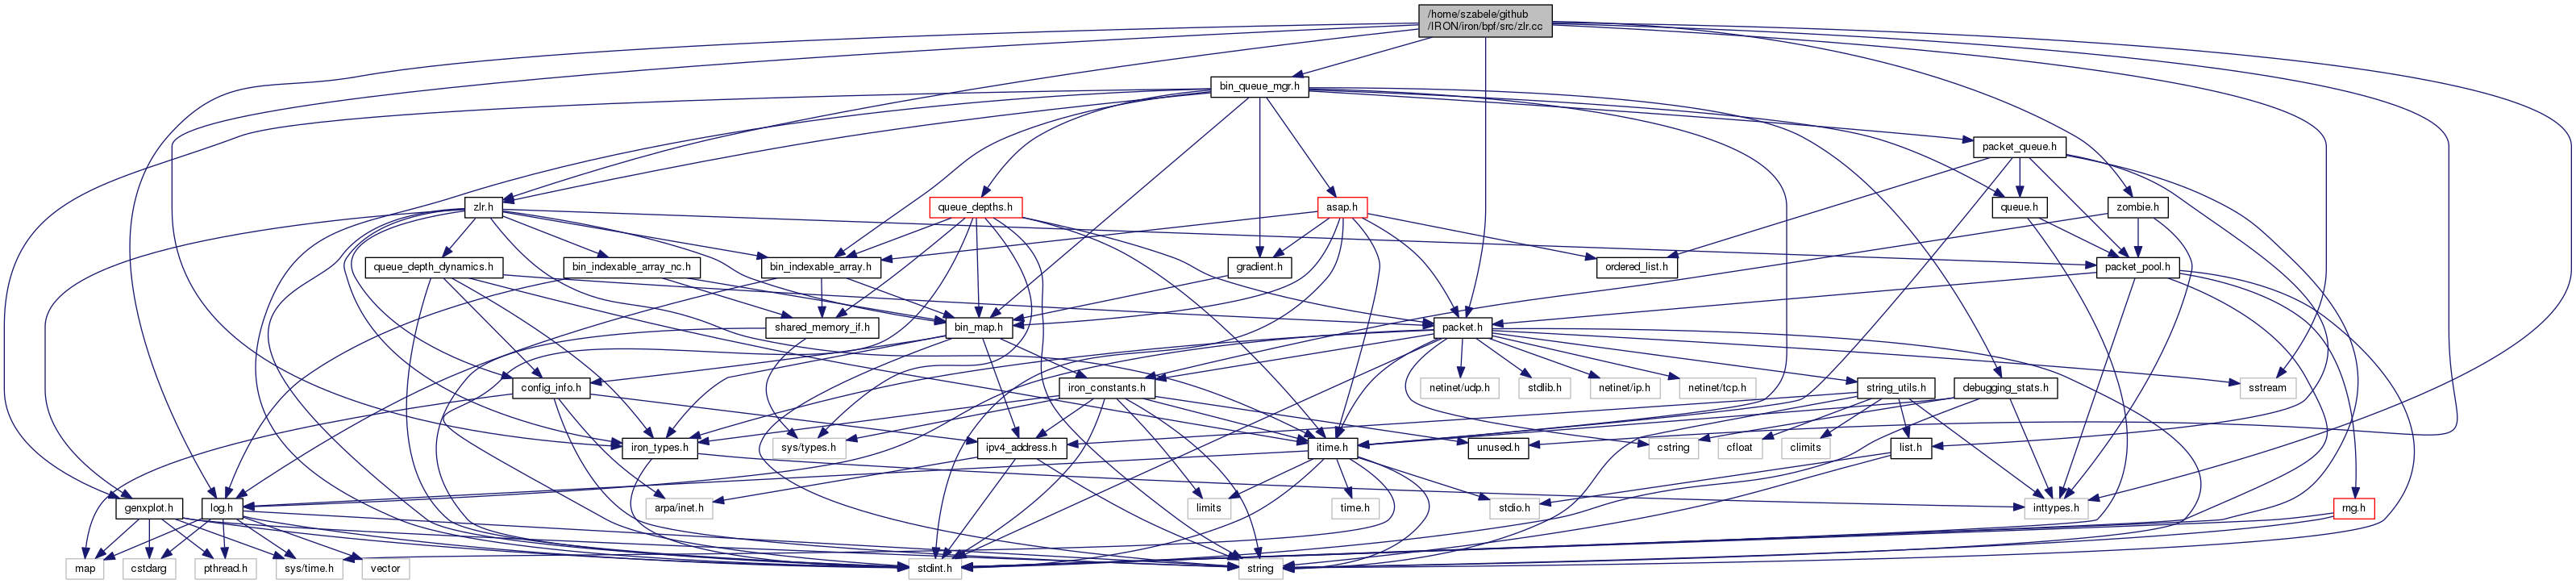 /home/szabele/github
/IRON/iron/bpf/src/zlr.cc
bin_queue_mgr.h
packet_queue.h
zlr.h
queue_depths.h
asap.h
queue.h
zombie.h
queue_depth_dynamics.h
bin_indexable_array_nc.h
bin_indexable_array.h
gradient.h
ordered_list.h
packet_pool.h
shared_memory_if.h
bin_map.h
packet.h
config_info.h
iron_constants.h
netinet/udp.h
stdlib.h
netinet/ip.h
netinet/tcp.h
string_utils.h
debugging_stats.h
sstream
iron_types.h
sys/types.h
ipv4_address.h
itime.h
unused.h
cstring
cfloat
climits
list.h
genxplot.h
log.h
arpa/inet.h
limits
time.h
stdio.h
inttypes.h
rng.h
map
cstdarg
pthread.h
sys/time.h
vector
stdint.h
string